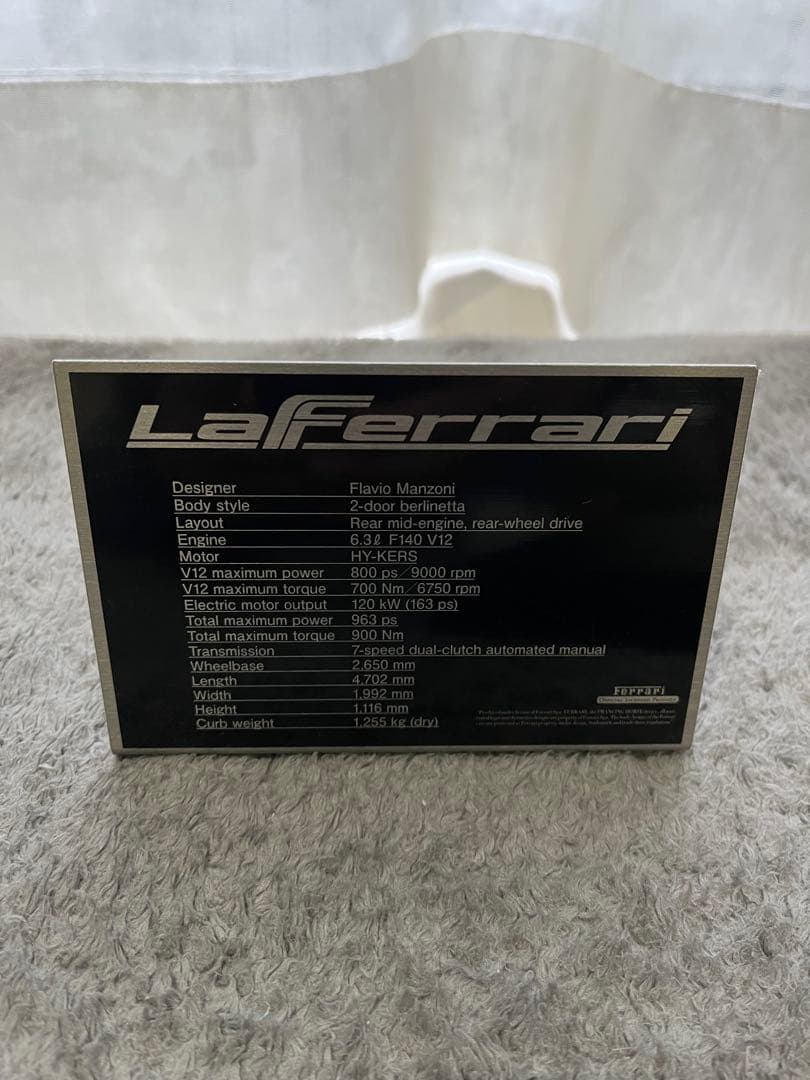 LaFerrari
Designer Flavio Manzoni
Body style 2-door berlinetta
Layout Rear mid-engine, rear-wheel drive
Engine 6.3ℓ F140 V12
Motor HY-KERS
V12 maximum power 800 ps/9000 rpm
V12 maximum torque 700 Nm/6750 rpm
Electric motor output 120 kW (163 ps)
Total maximum power 963 ps
Total maximum torque 900 Nm
Transmission 7-speed dual-clutch automated manual
Wheelbase 2,650 mm
Length 4,702 mm
Width 1,992 mm
Height 1,116 mm
Curb weight 1,255 kg (dry)
Ferrari
Official Licensed Product